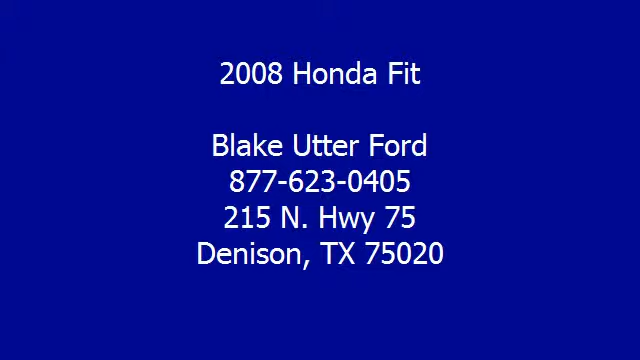 2008 Honda Fit
Blake Utter Ford
877-623-0405
215 N. Hwy 75
Denison, TX 75020